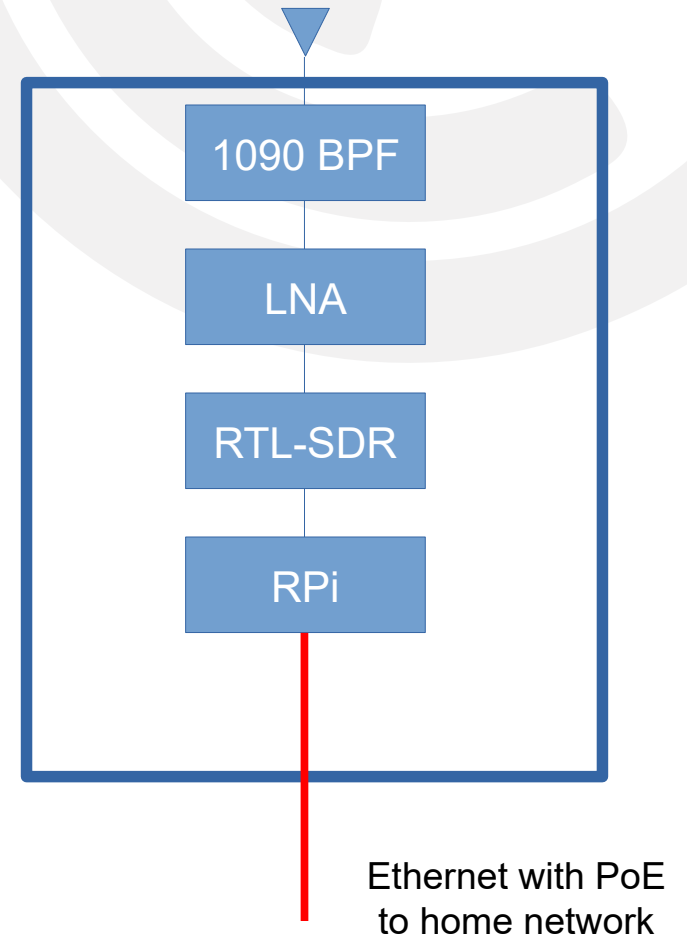 1090 BPF
LNA
RTL-SDR
RPi
Ethernet with PoE
to home network